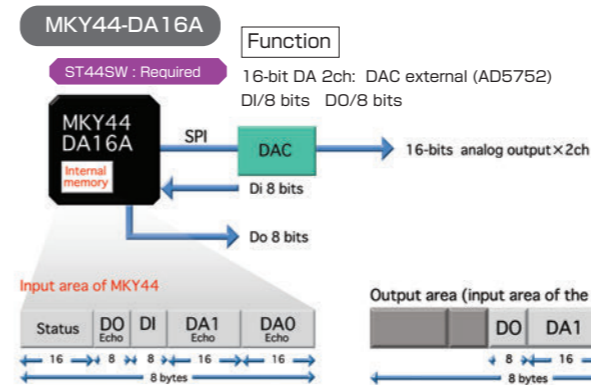 MKY44-DA16A
Function
ST44SW : Required
16-bit DA 2ch: DAC external (AD5752)
DI/8 bits DO/8 bits
MKY44
DA16A
Internal
memory
SPI
DAC
16-bits analog output×2ch
Di 8 bits
Do 8 bits
Input area of MKY44
Output area (input area of the
Status
DO
Echo
DI
DA1
Echo
DA0
Echo
DO
DA1
16
8
8
16
16
8 bytes
8
16
8 bytes